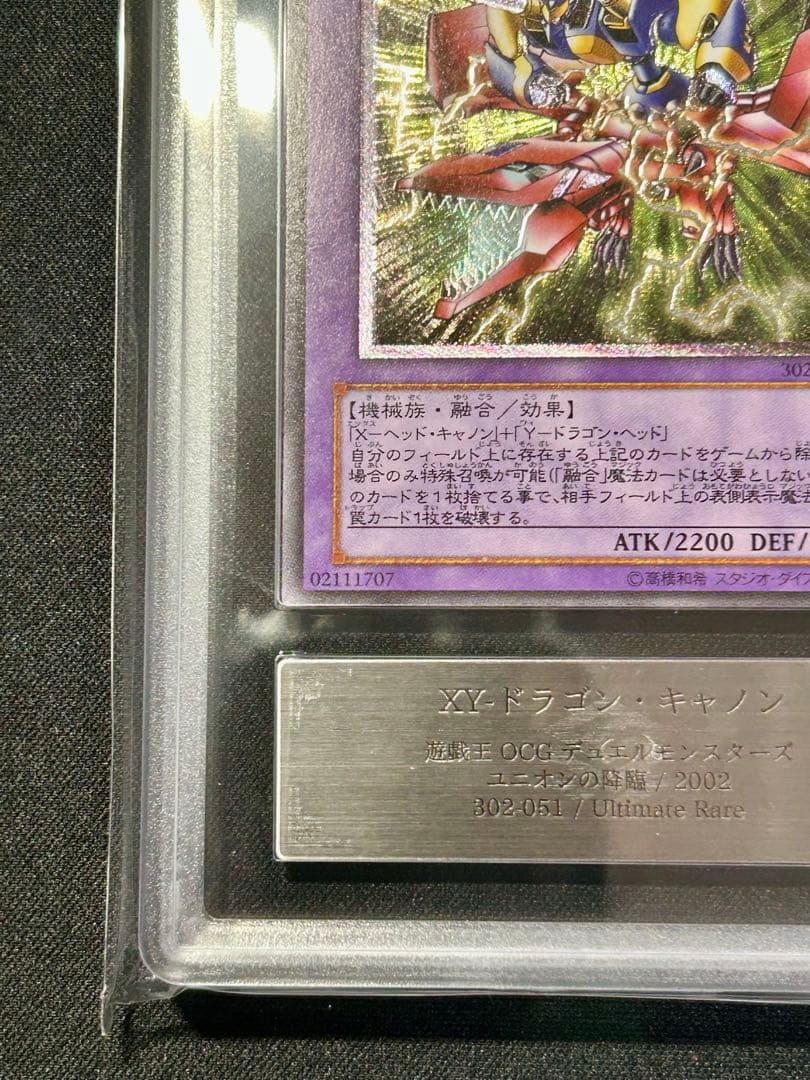 302
【機械族・融合／効果】
「X－ヘッド・キャノン」＋「Y－ドラゴン・ヘッド」
自分のフィールド上に存在する上記のカードをゲームから除
場合のみ特殊召喚が可能（「融合」魔法カードは必要としない
のカードを1枚捨てる事で、相手フィールド上の表側表示魔法
罠カード1枚を破壊する。
ATK/2200 DEF/
02111707 ©高橋和希 スタジオ・ダイス
XY-ドラゴン・キャノン
遊戯王 OCG デュエルモンスターズ
ユニオンの降臨 / 2002
302-051 / Ultimate Rare